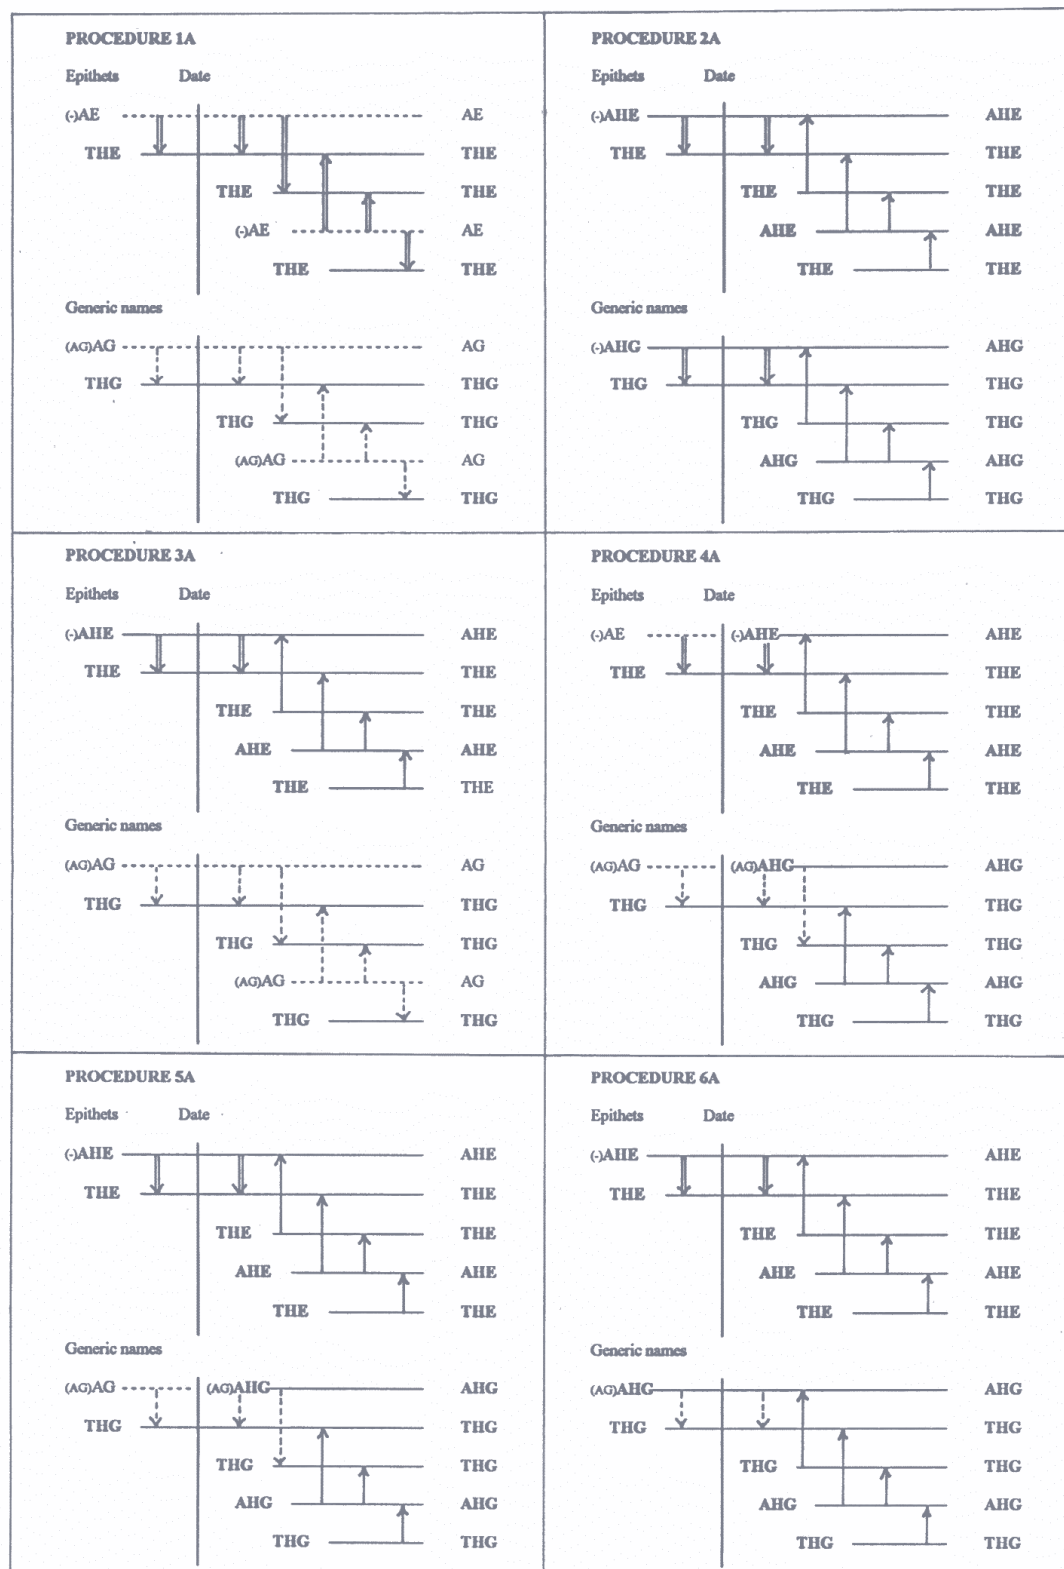 PROCEDURE 1A
Epithets Date
(-)AE AE
THE THE
THE THE
(-)AE AE
THE THE
Generic names
(AG)AG AG
THG THG
THG THG
(AG)AG AG
THG THG
PROCEDURE 2A
Epithets Date
(-)AHE AHE
THE THE
THE THE
AHE AHE
THE THE
Generic names
(-)AHG AHG
THG THG
THG THG
AHG AHG
THG THG
PROCEDURE 3A
Epithets Date
(-)AHE AHE
THE THE
THE THE
AHE AHE
THE THE
Generic names
(AG)AG AG
THG THG
THG THG
(AG)AG AG
THG THG
PROCEDURE 4A
Epithets Date
(-)AE (-)AHE AHE
THE THE
THE THE
AHE AHE
THE THE
Generic names
(AG)AG (AG)AHG AHG
THG THG
THG THG
AHG AHG
THG THG
PROCEDURE 5A
Epithets Date
(-)AHE AHE
THE THE
THE THE
AHE AHE
THE THE
Generic names
(AG)AG (AG)AHG AHG
THG THG
THG THG
AHG AHG
THG THG
PROCEDURE 6A
Epithets Date
(-)AHE AHE
THE THE
THE THE
AHE AHE
THE THE
Generic names
(AG)AHG AHG
THG THG
THG THG
AHG AHG
THG THG